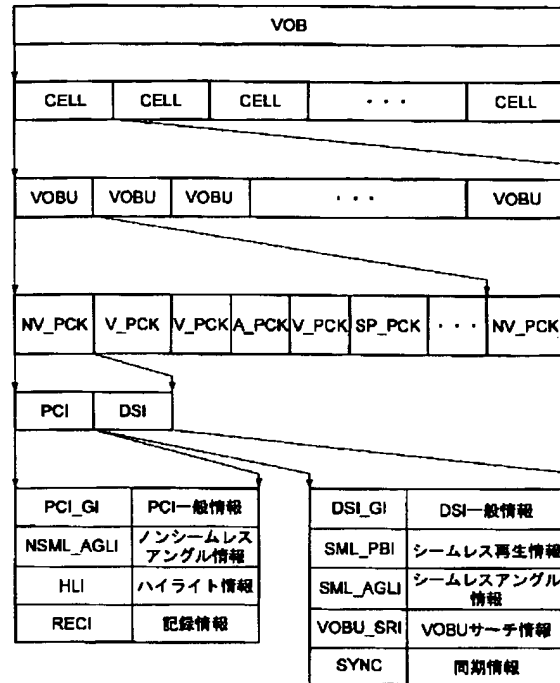 VOB
CELL CELL CELL ・・・ CELL
VOBU VOBU VOBU ・・・ VOBU
NV_PCK V_PCK V_PCK A_PCK V_PCK SP_PCK ・・・ NV_PCK
PCI DSI
PCI_GI PCI一般情報
NSML_AGLI ノンシームレス
アングル情報
HLI ハイライト情報
RECI 記録情報
DSI_GI DSI一般情報
SML_PBI シームレス再生情報
SML_AGLI シームレスアングル
情報
VOBU_SRI VOBUサーチ情報
SYNC 同期情報